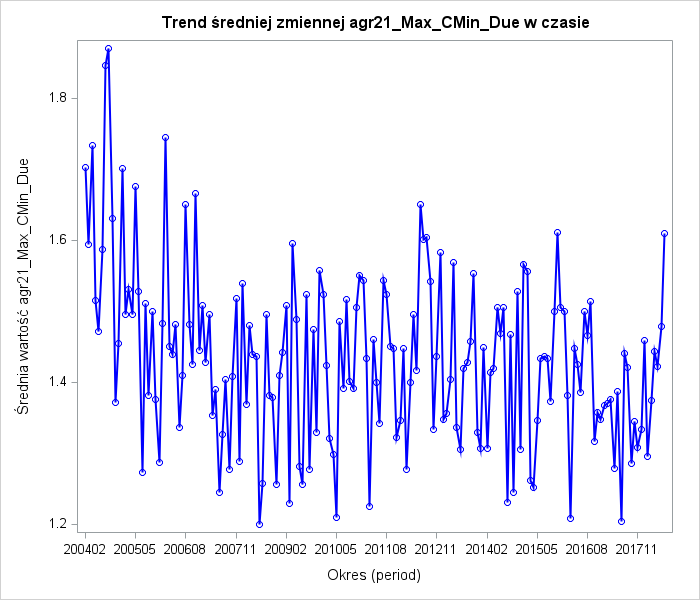 Trend średniej zmiennej agr21_Max_CMin_Due w czasie
Średnia wartość agr21_Max_CMin_Due
1.8
1.6
1.4
1.2
200402 200505 200608 200711 200902 201005 201108 201211 201402 201505 201608 201711
Okres (period)